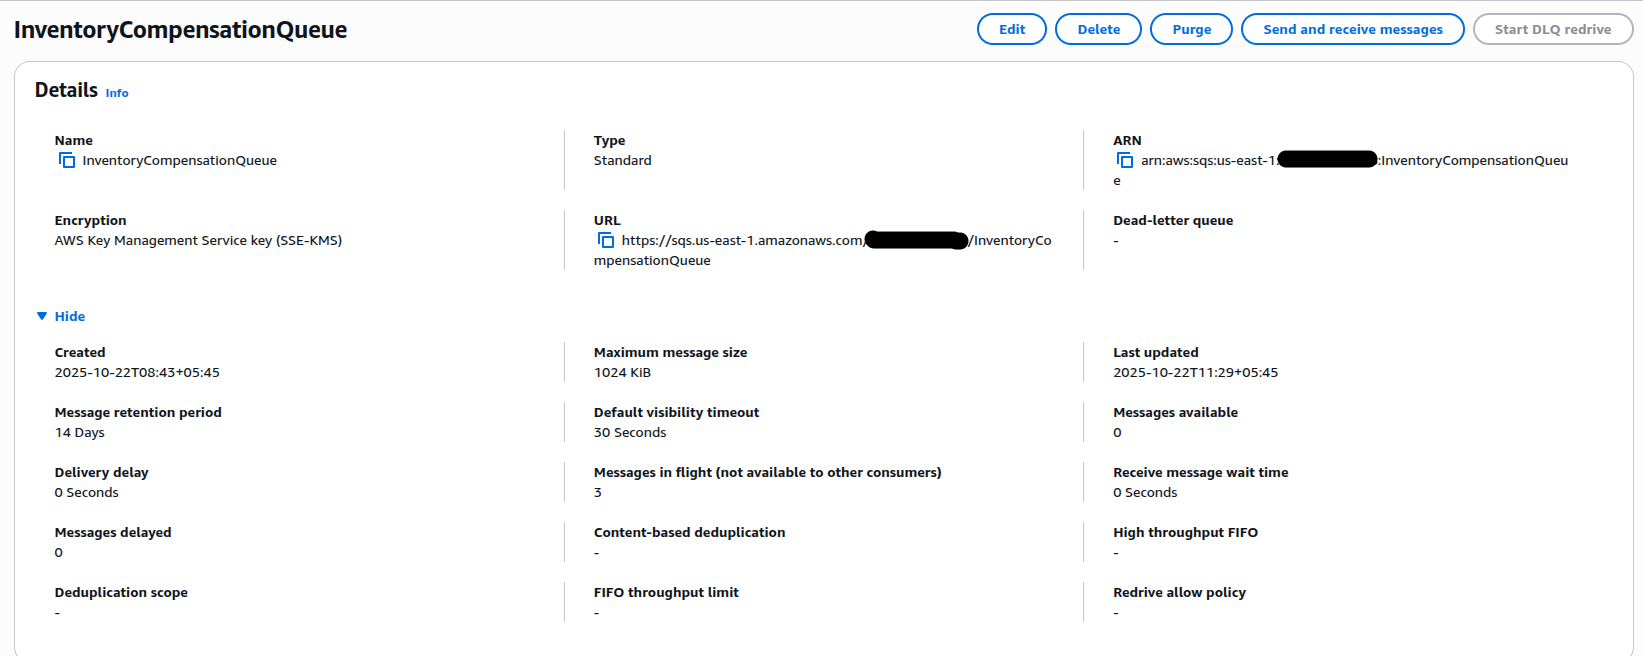 InventoryCompensationQueue
Edit
Delete
Purge
Send and receive messages
Start DLQ redrive
Details Info
Name
InventoryCompensationQueue
Type
Standard
ARN
arn:aws:sqs:us-east-1: :InventoryCompensationQueu
e
Encryption
AWS Key Management Service key (SSE-KMS)
URL
https://sqs.us-east-1.amazonaws.com/ /InventoryCo
mpensationQueue
Dead-letter queue
-
Hide
Created
2025-10-22T08:43+05:45
Maximum message size
1024 KiB
Last updated
2025-10-22T11:29+05:45
Message retention period
14 Days
Default visibility timeout
30 Seconds
Messages available
0
Delivery delay
0 Seconds
Messages in flight (not available to other consumers)
3
Receive message wait time
0 Seconds
Messages delayed
0
Content-based deduplication
-
High throughput FIFO
-
Deduplication scope
-
FIFO throughput limit
-
Redrive allow policy
-